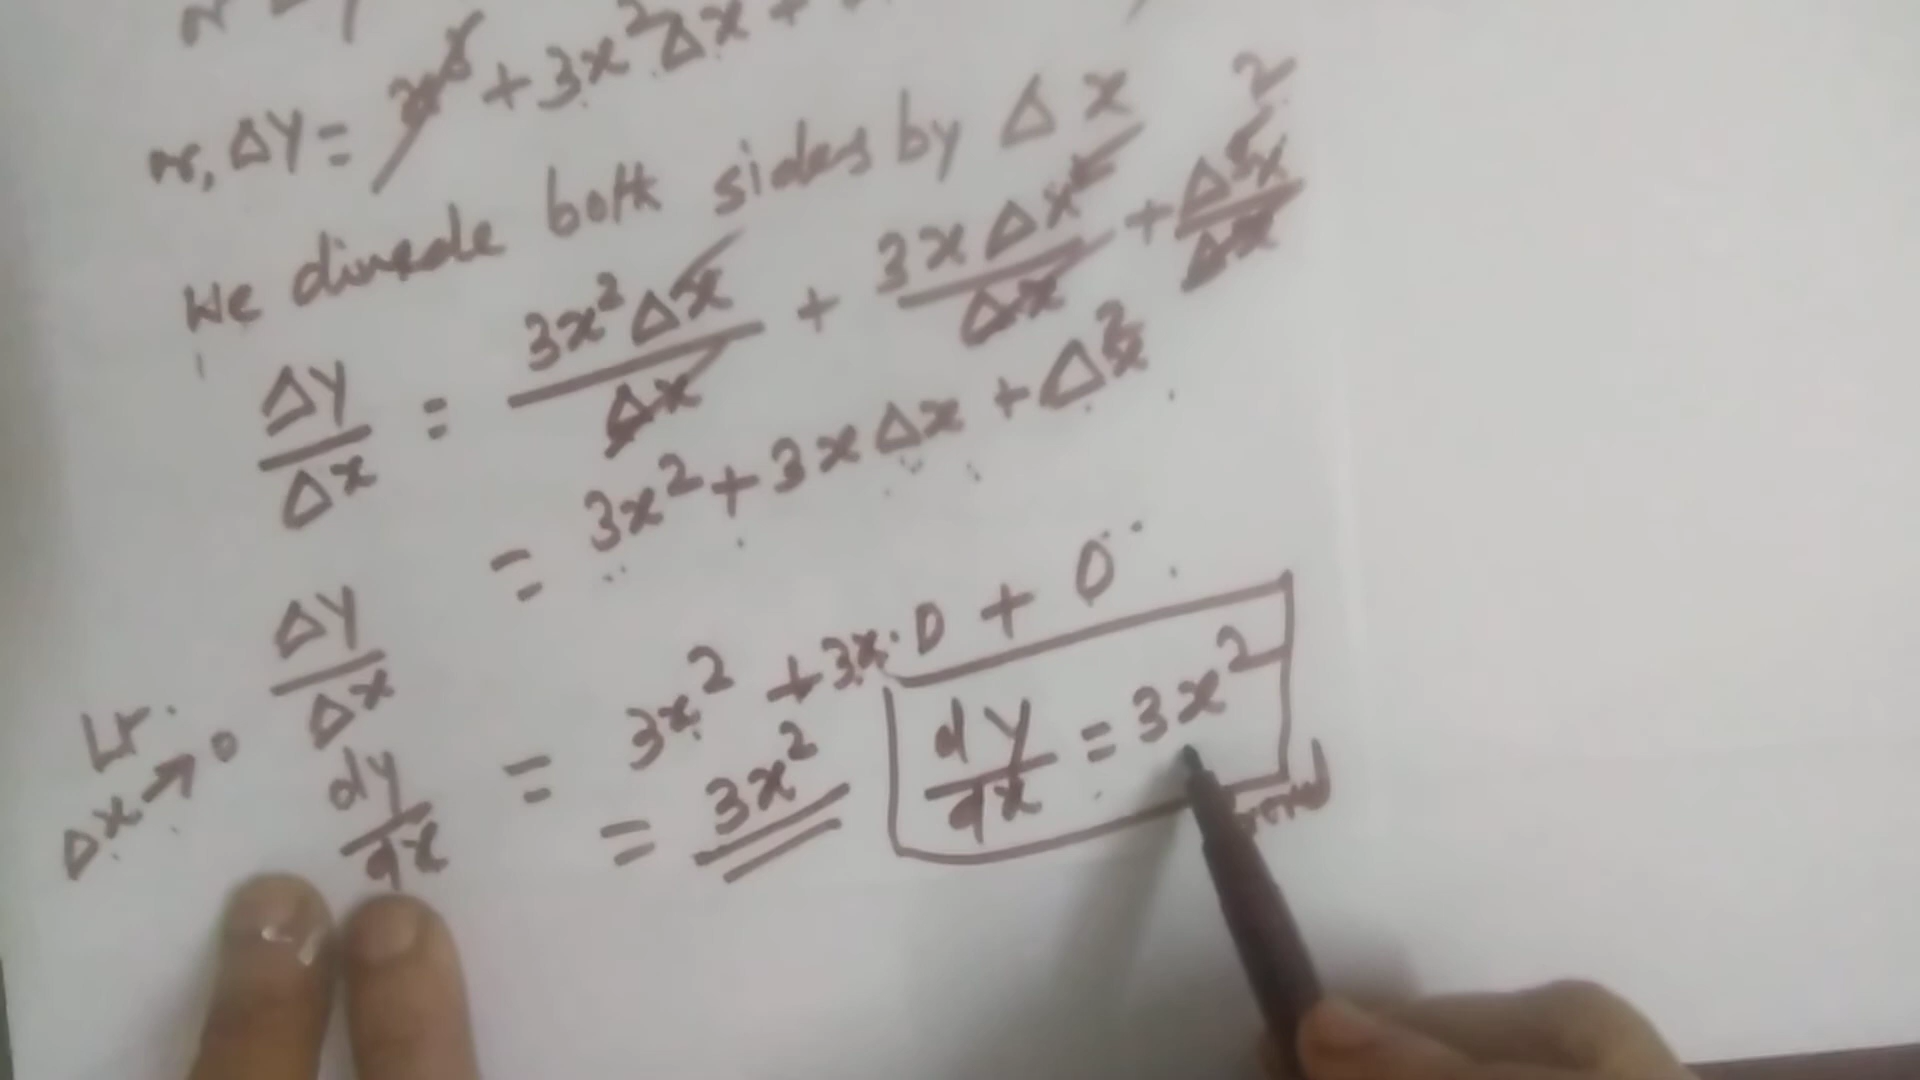 or, Δy = x³ + 3x²Δx +
We divide both sides by Δx
Δy/Δx = 3x²Δx/Δx + 3xΔx²/Δx + Δ³x/Δx 2
= 3x² + 3xΔx + Δ²x
Lt Δx→0 Δy/Δx
= 3x² + 3x·0 + 0
dy/dx = 3x²
dy/dx = 3x²